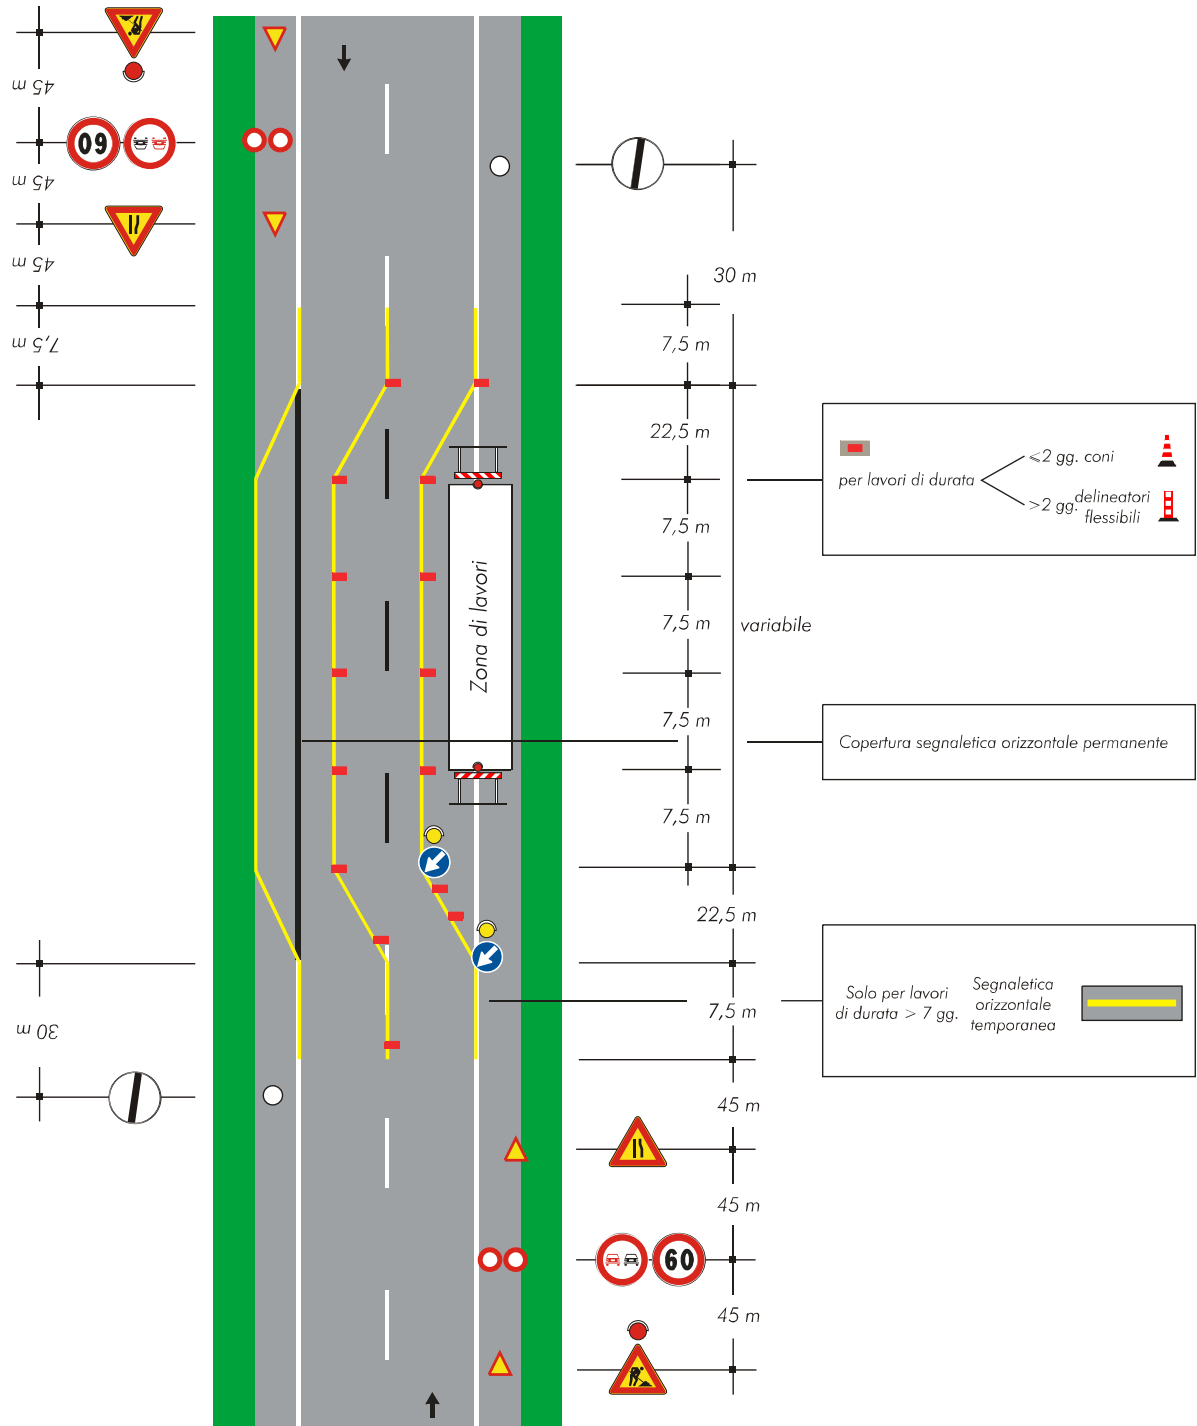 45 m
60
45 m
45 m
7,5 m
30 m
30 m
7,5 m
22,5 m
7,5 m
7,5 m
7,5 m
7,5 m
variabile
22,5 m
7,5 m
45 m
45 m
60
45 m
Zona di lavori
per lavori di durata
≤2 gg. coni
>2 gg. delineatori
flessibili
Copertura segnaletica orizzontale permanente
Solo per lavori
di durata > 7 gg.
Segnaletica
orizzontale
temporanea